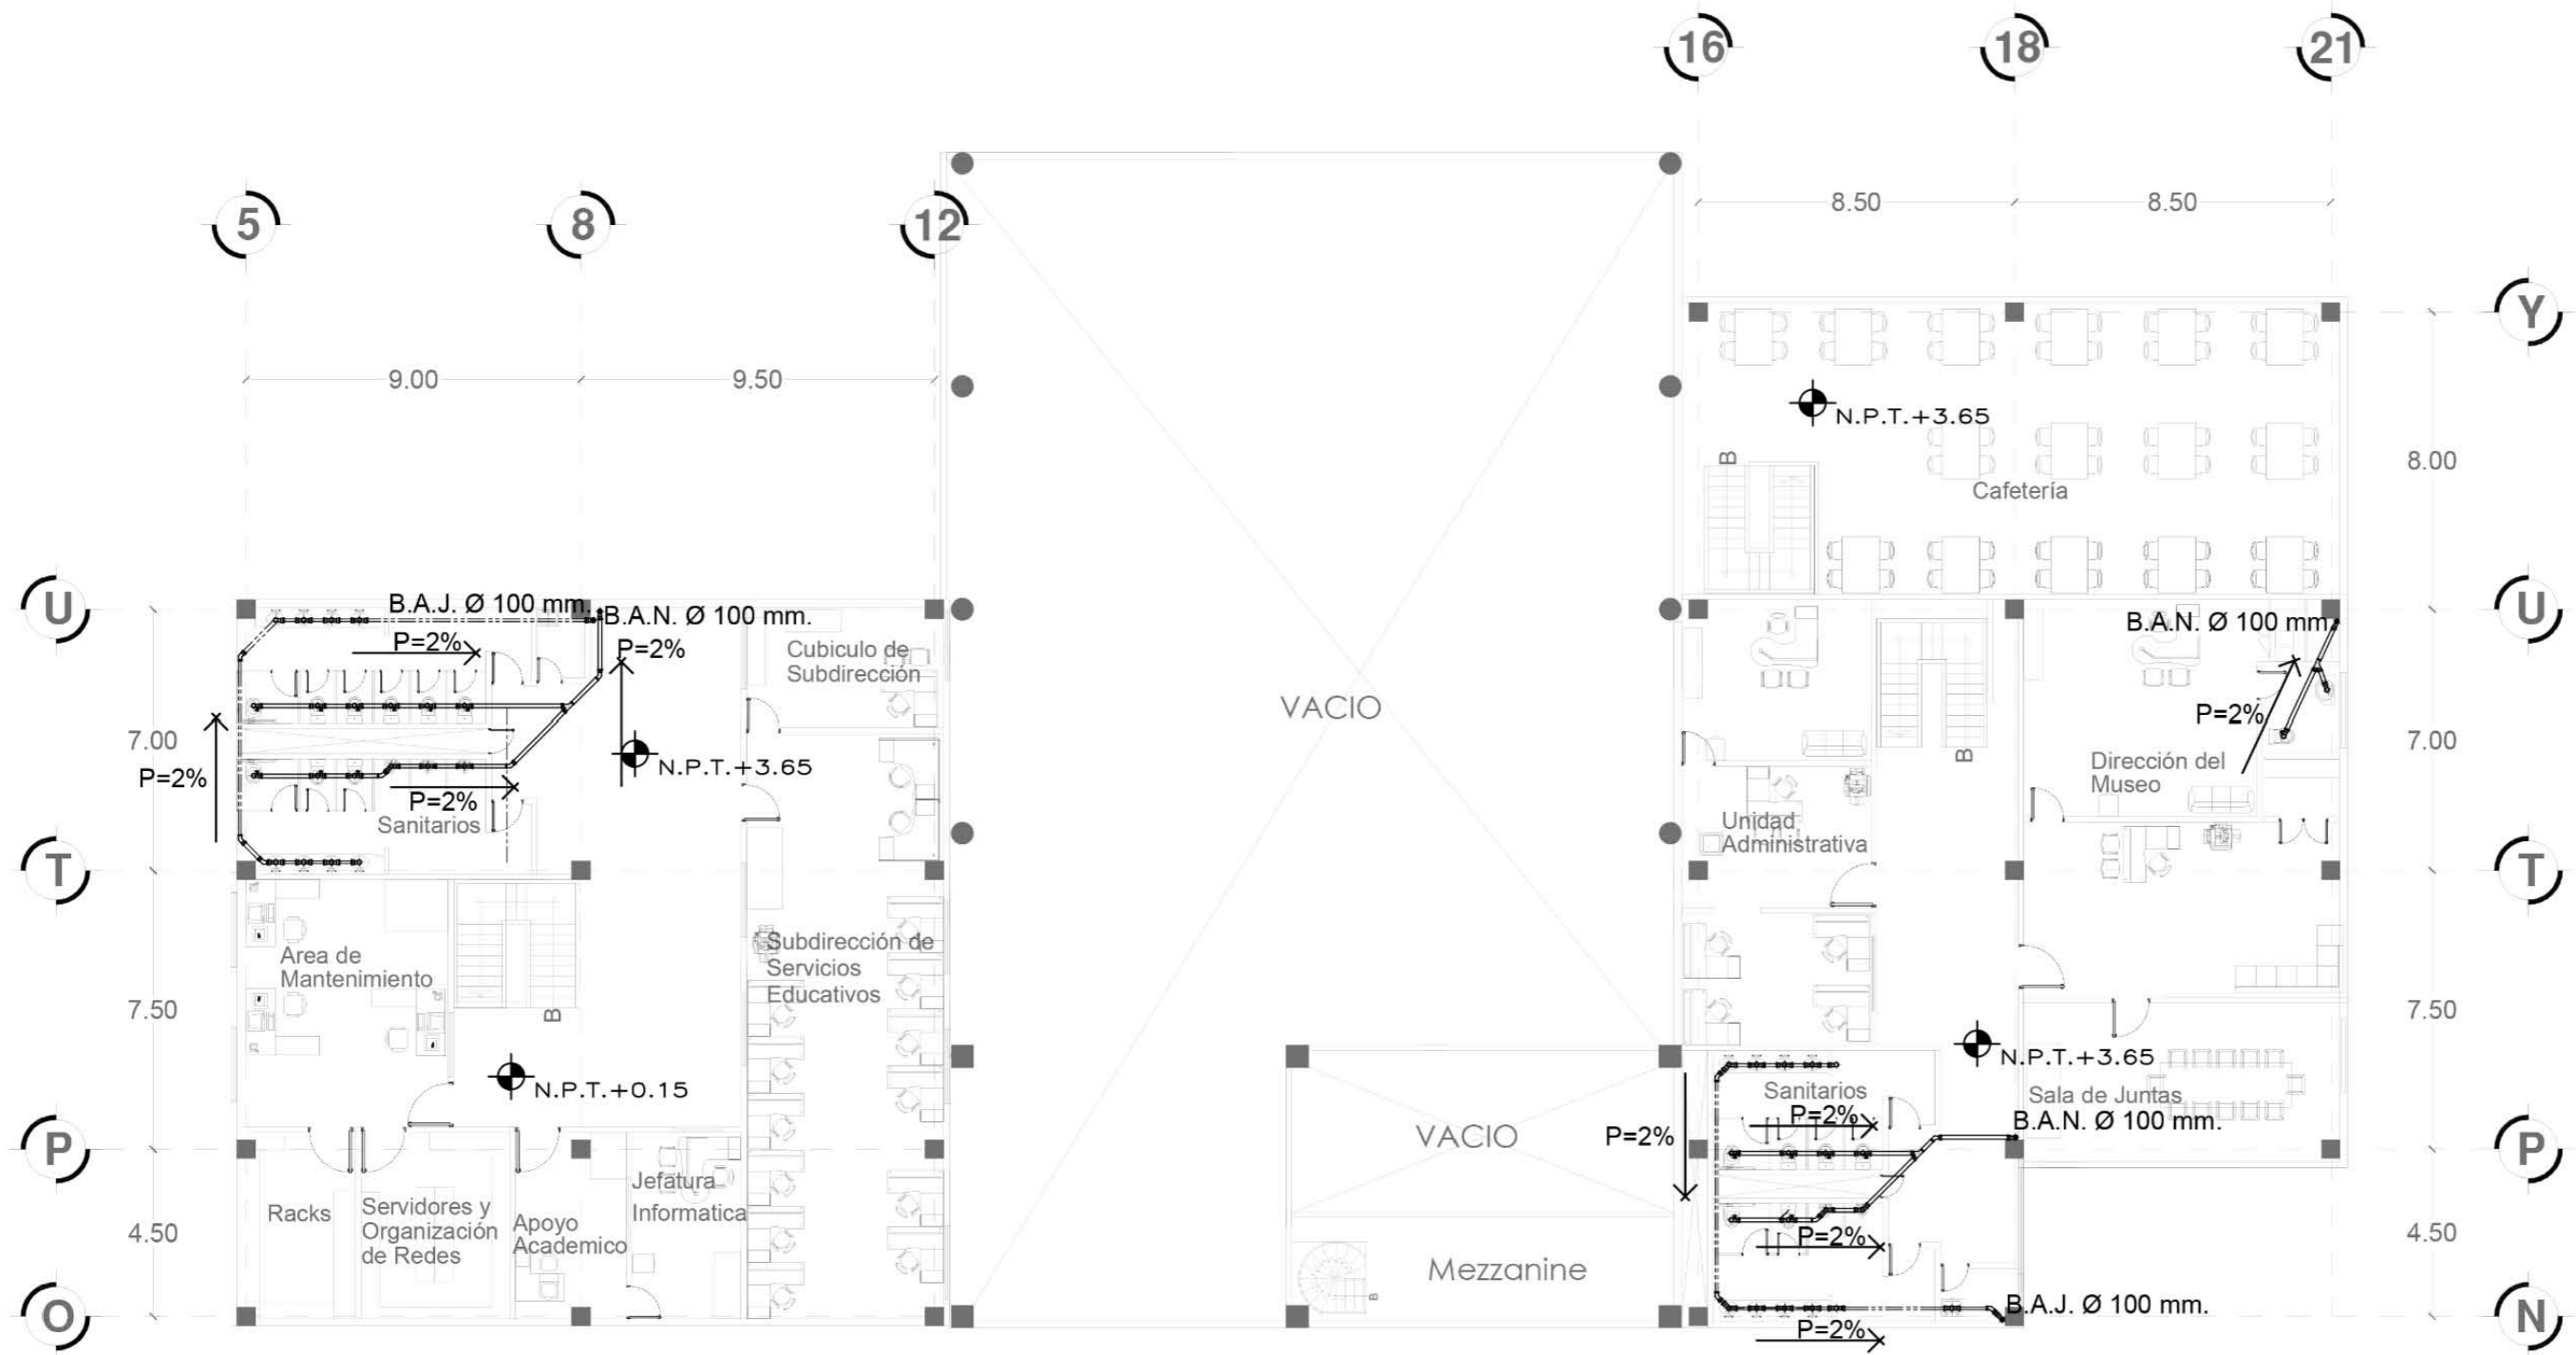 16
18
21
8.50
8.50
5
8
12
Y
9.00
9.50
N.P.T.+3.65
B
8.00
Cafetería
U
B.A.J. Ø 100 mm.
B.A.N. Ø 100 mm.
P=2%
P=2%
Cubiculo de
Subdirección
B.A.N. Ø 100 mm.
U
VACIO
P=2%
7.00
P=2%
N.P.T.+3.65
B
Dirección del
Museo
7.00
P=2%
Sanitarios
Unidad
Administrativa
T
T
Area de
Mantenimiento
Subdirección de
Servicios
Educativos
7.50
B
7.50
N.P.T.+3.65
N.P.T.+0.15
Sanitarios
P=2%
Sala de Juntas
B.A.N. Ø 100 mm.
P
VACIO
P=2%
P
Racks
Servidores y
Organización
de Redes
Apoyo
Academico
Jefatura
Informatica
4.50
P=2%
4.50
Mezzanine
B
B.A.J. Ø 100 mm.
P=2%
O
N